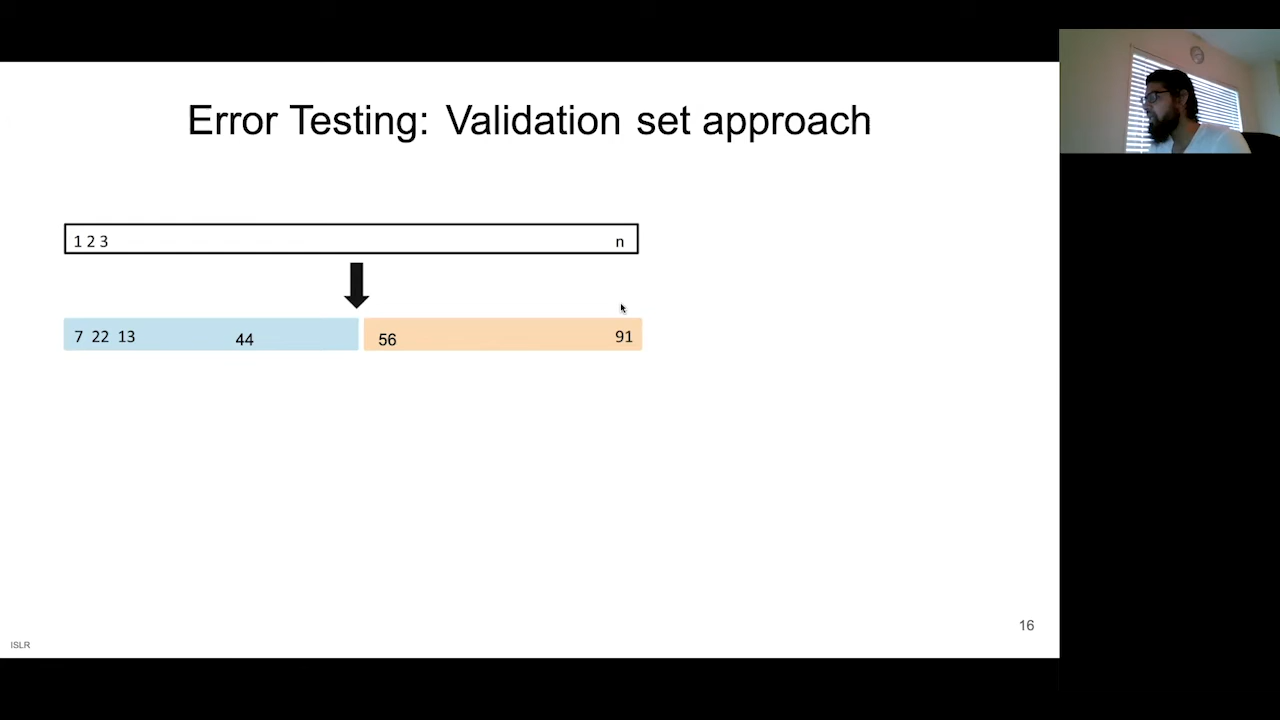 Error Testing: Validation set approach
1 2 3 n
7 22 13 44 56 91
16
ISLR